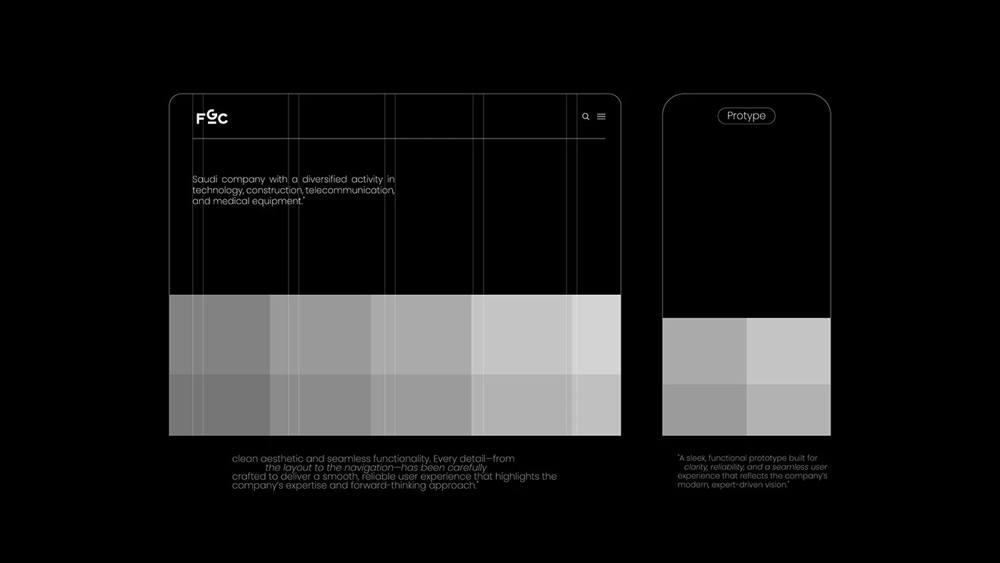 FGC
Protype
Saudi company with a diversified activity in
technology, construction, telecommunication,
and medical equipment."
clean aesthetic and seamless functionality. Every detail—from
the layout to the navigation—has been carefully
crafted to deliver a smooth, reliable user experience that highlights the
company's expertise and forward-thinking approach."
"A sleek, functional prototype built for
clarity, reliability, and a seamless user
experience that reflects the company's
modern, expert-driven vision."